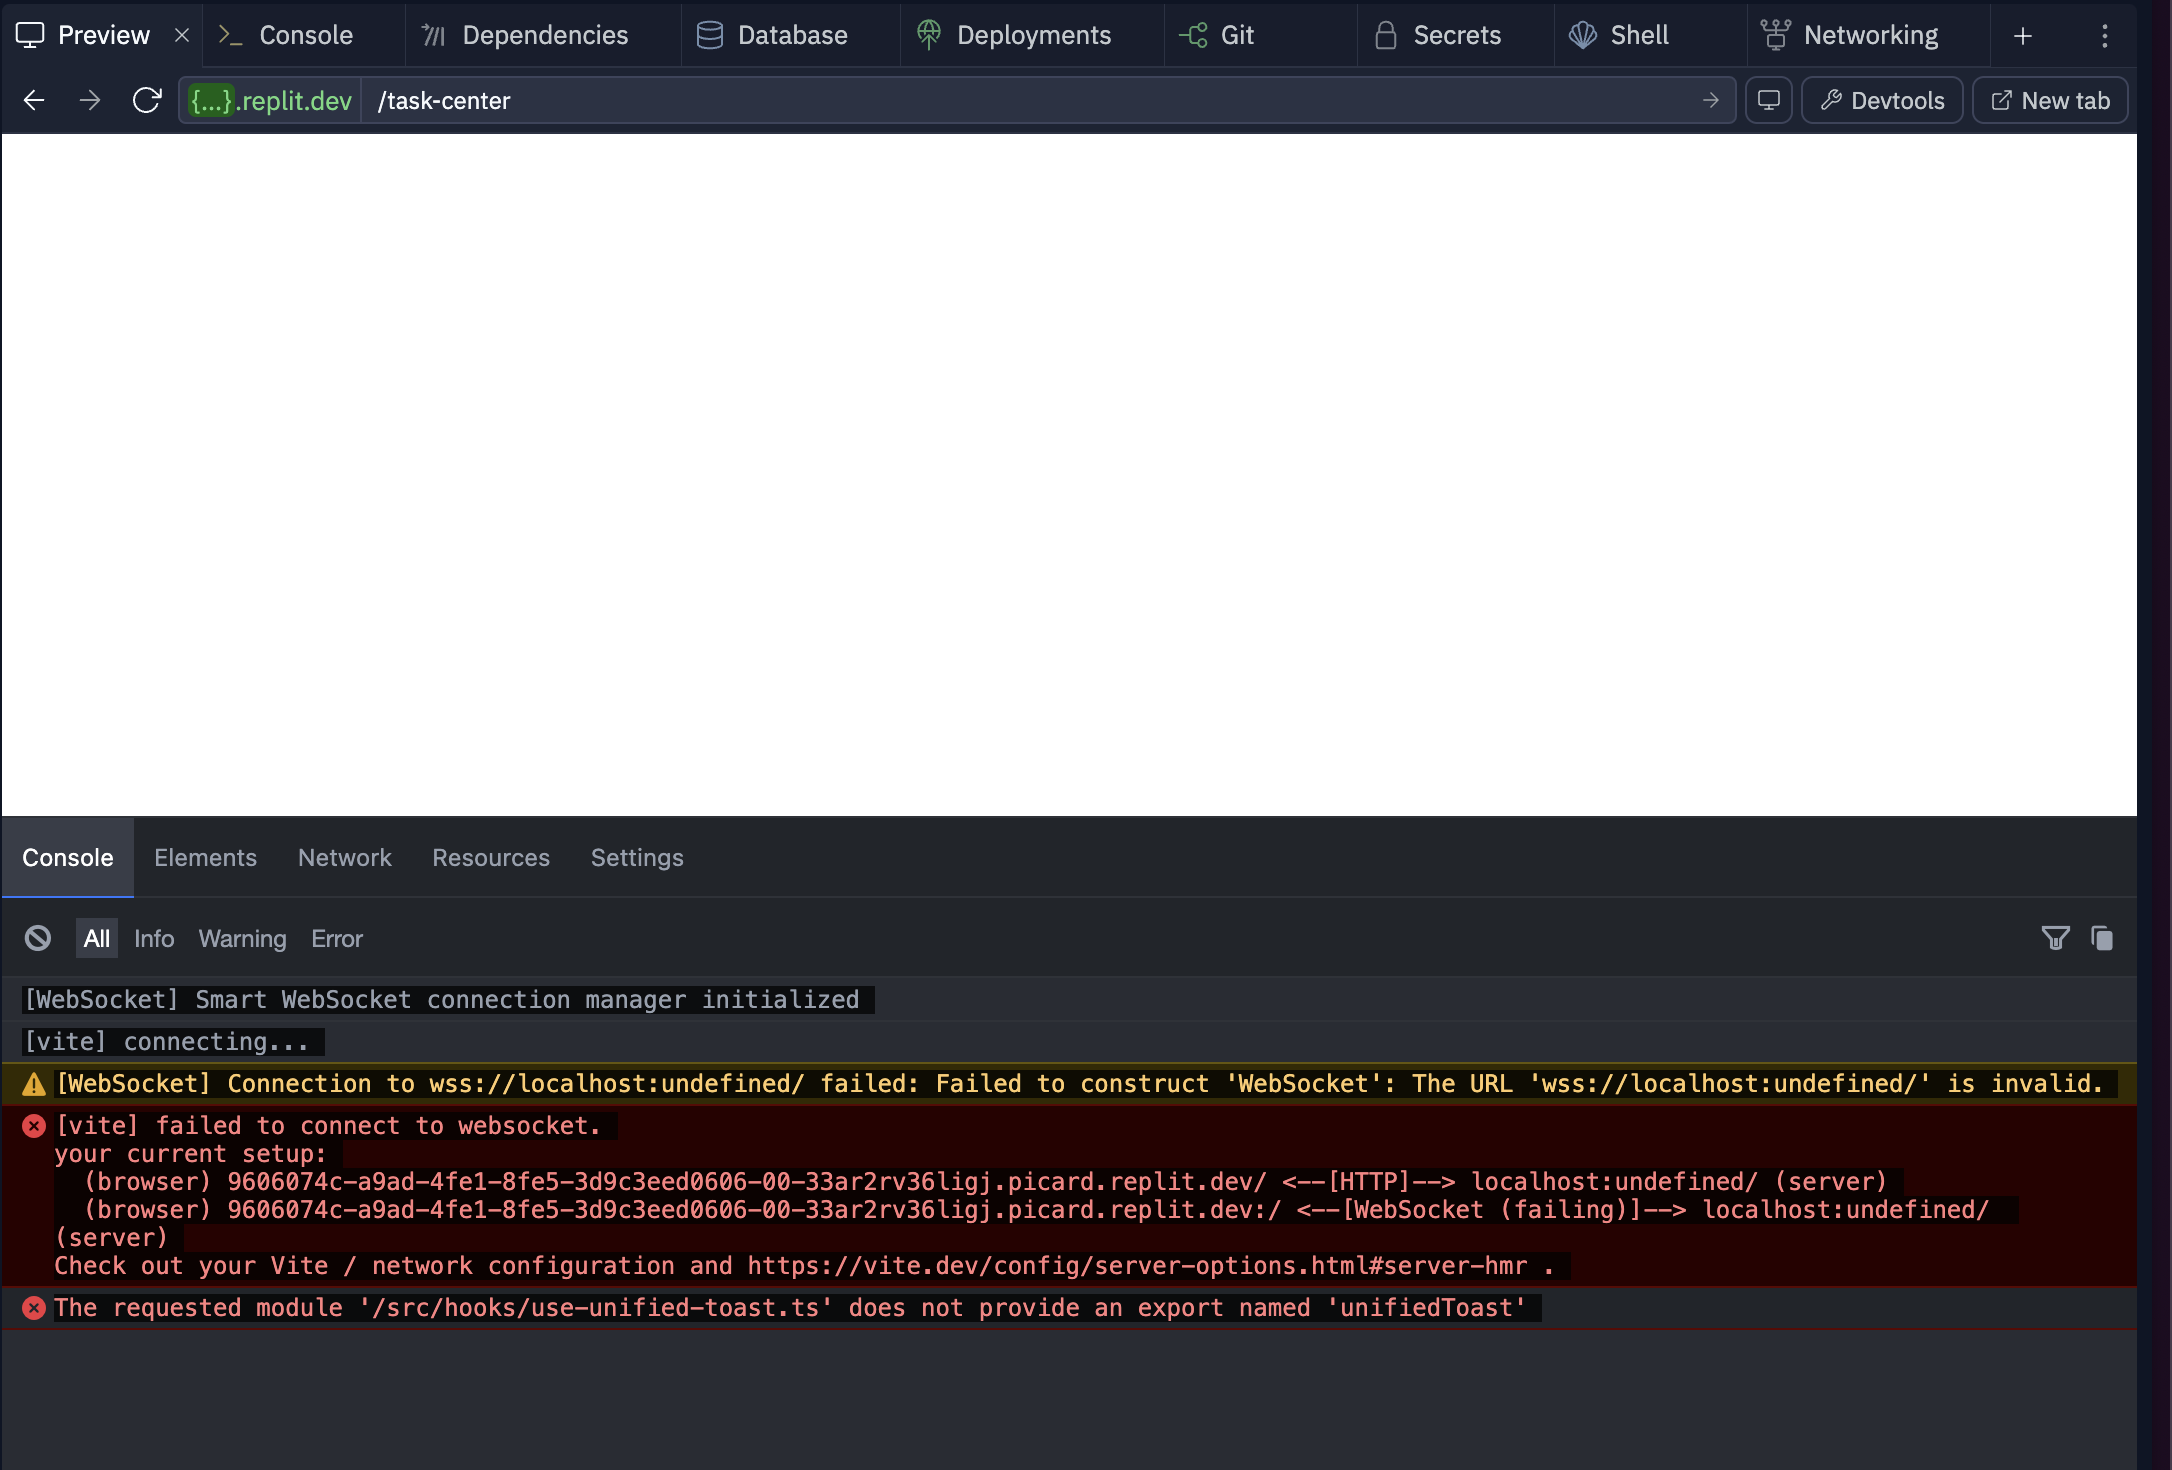 Preview
Console
Dependencies
Database
Deployments
Git
Secrets
Shell
Networking
{...}.replit.dev
/task-center
Devtools
New tab
Console
Elements
Network
Resources
Settings
All
Info
Warning
Error
[WebSocket] Smart WebSocket connection manager initialized
[vite] connecting...
[WebSocket] Connection to wss://localhost:undefined/ failed: Failed to construct 'WebSocket': The URL 'wss://localhost:undefined/' is invalid.
[vite] failed to connect to websocket.
your current setup:
(browser) 9606074c-a9ad-4fe1-8fe5-3d9c3eed0606-00-33ar2rv36ligj.picard.replit.dev/ <--[HTTP]--> localhost:undefined/ (server)
(browser) 9606074c-a9ad-4fe1-8fe5-3d9c3eed0606-00-33ar2rv36ligj.picard.replit.dev:/ <--[WebSocket (failing)]--> localhost:undefined/
(server)
Check out your Vite / network configuration and https://vite.dev/config/server-options.html#server-hmr .
The requested module '/src/hooks/use-unified-toast.ts' does not provide an export named 'unifiedToast'